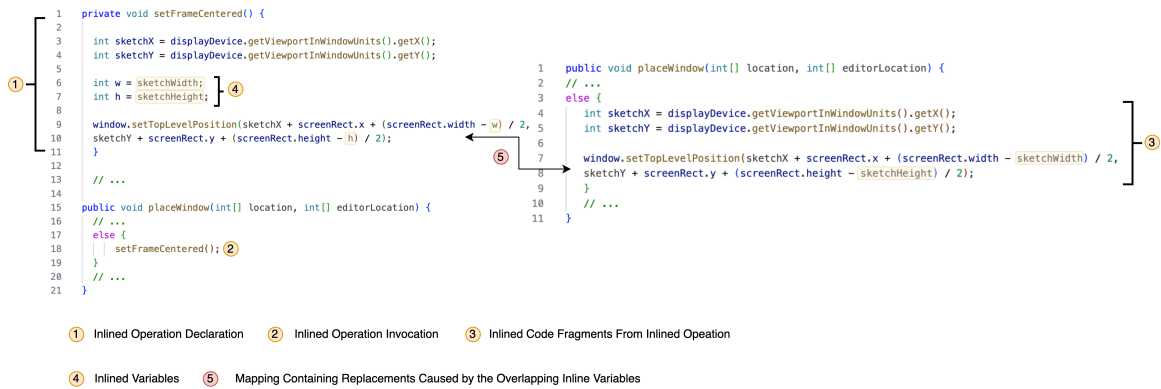 1 private void setFrameCentered() {
2
3 int sketchX = displayDevice.getViewportInWindowUnits().getX();
4 int sketchY = displayDevice.getViewportInWindowUnits().getY();
5
6 int w = sketchWidth;
7 int h = sketchHeight;
8
9 window.setTopLevelPosition(sketchX + screenRect.x + (screenRect.width - w) / 2,
10 sketchY + screenRect.y + (screenRect.height - h) / 2);
11 }
12
13 // ...
14
15 public void placeWindow(int[] location, int[] editorLocation) {
16 // ...
17 else {
18 setFrameCentered(); 2
19 }
20 // ...
21 }
1
4
5
1 public void placeWindow(int[] location, int[] editorLocation) {
2 // ...
3 else {
4 int sketchX = displayDevice.getViewportInWindowUnits().getX();
5 int sketchY = displayDevice.getViewportInWindowUnits().getY();
6
7 window.setTopLevelPosition(sketchX + screenRect.x + (screenRect.width - sketchWidth) / 2,
8 sketchY + screenRect.y + (screenRect.height - sketchHeight) / 2);
9 }
10 // ...
11 }
3
1 Inlined Operation Declaration 2 Inlined Operation Invocation 3 Inlined Code Fragments From Inlined Opeation
4 Inlined Variables 5 Mapping Containing Replacements Caused by the Overlapping Inline Variables